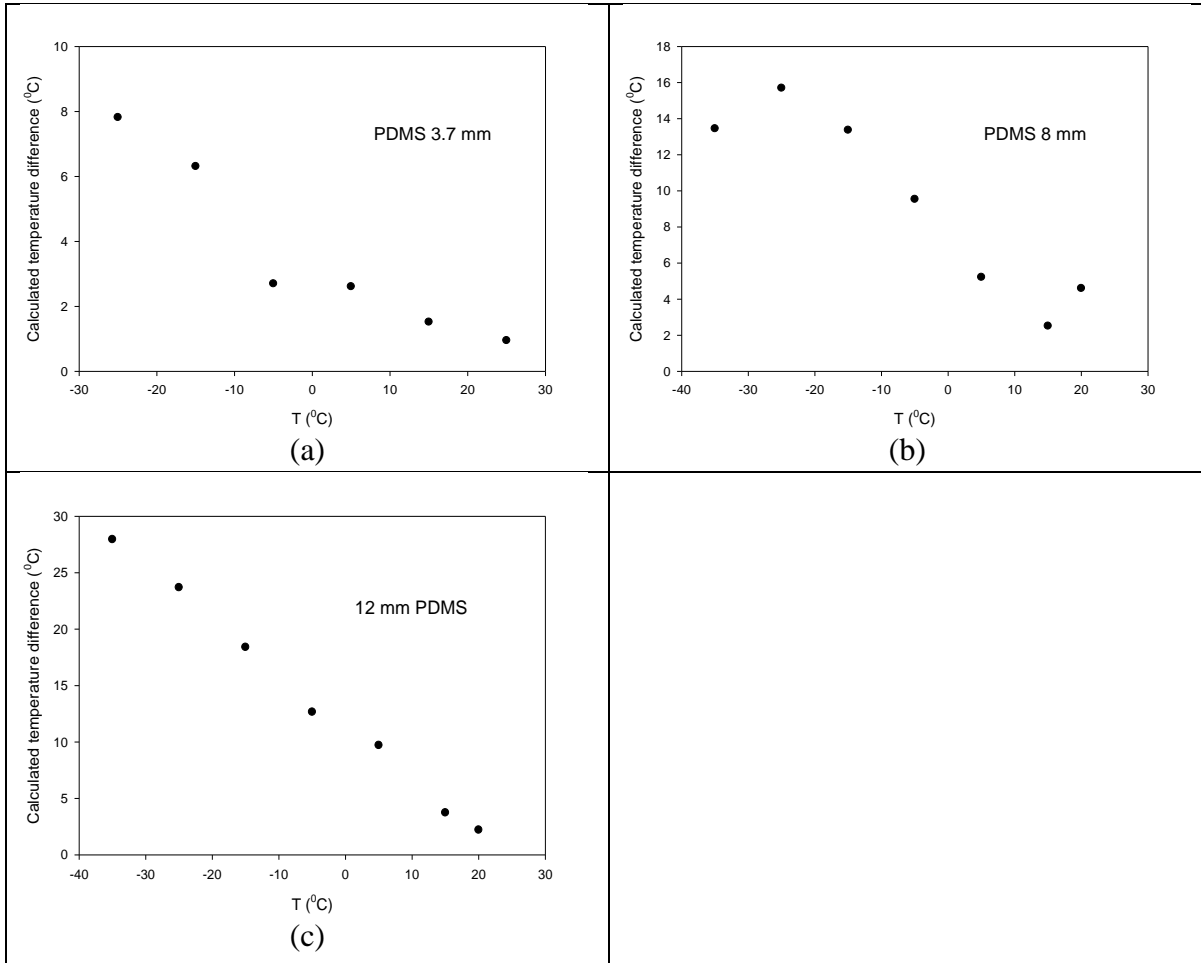 10
8
6
4
2
0
Calculated temperature difference (⁰C)
PDMS 3.7 mm
-30 -20 -10 0 10 20 30
T (⁰C)
(a)
18
16
14
12
10
8
6
4
2
0
Calculated temperature difference (⁰C)
PDMS 8 mm
-40 -30 -20 -10 0 10 20 30
T (⁰C)
(b)
30
25
20
15
10
5
0
Calculated temperature difference (⁰C)
12 mm PDMS
-40 -30 -20 -10 0 10 20 30
T (⁰C)
(c)